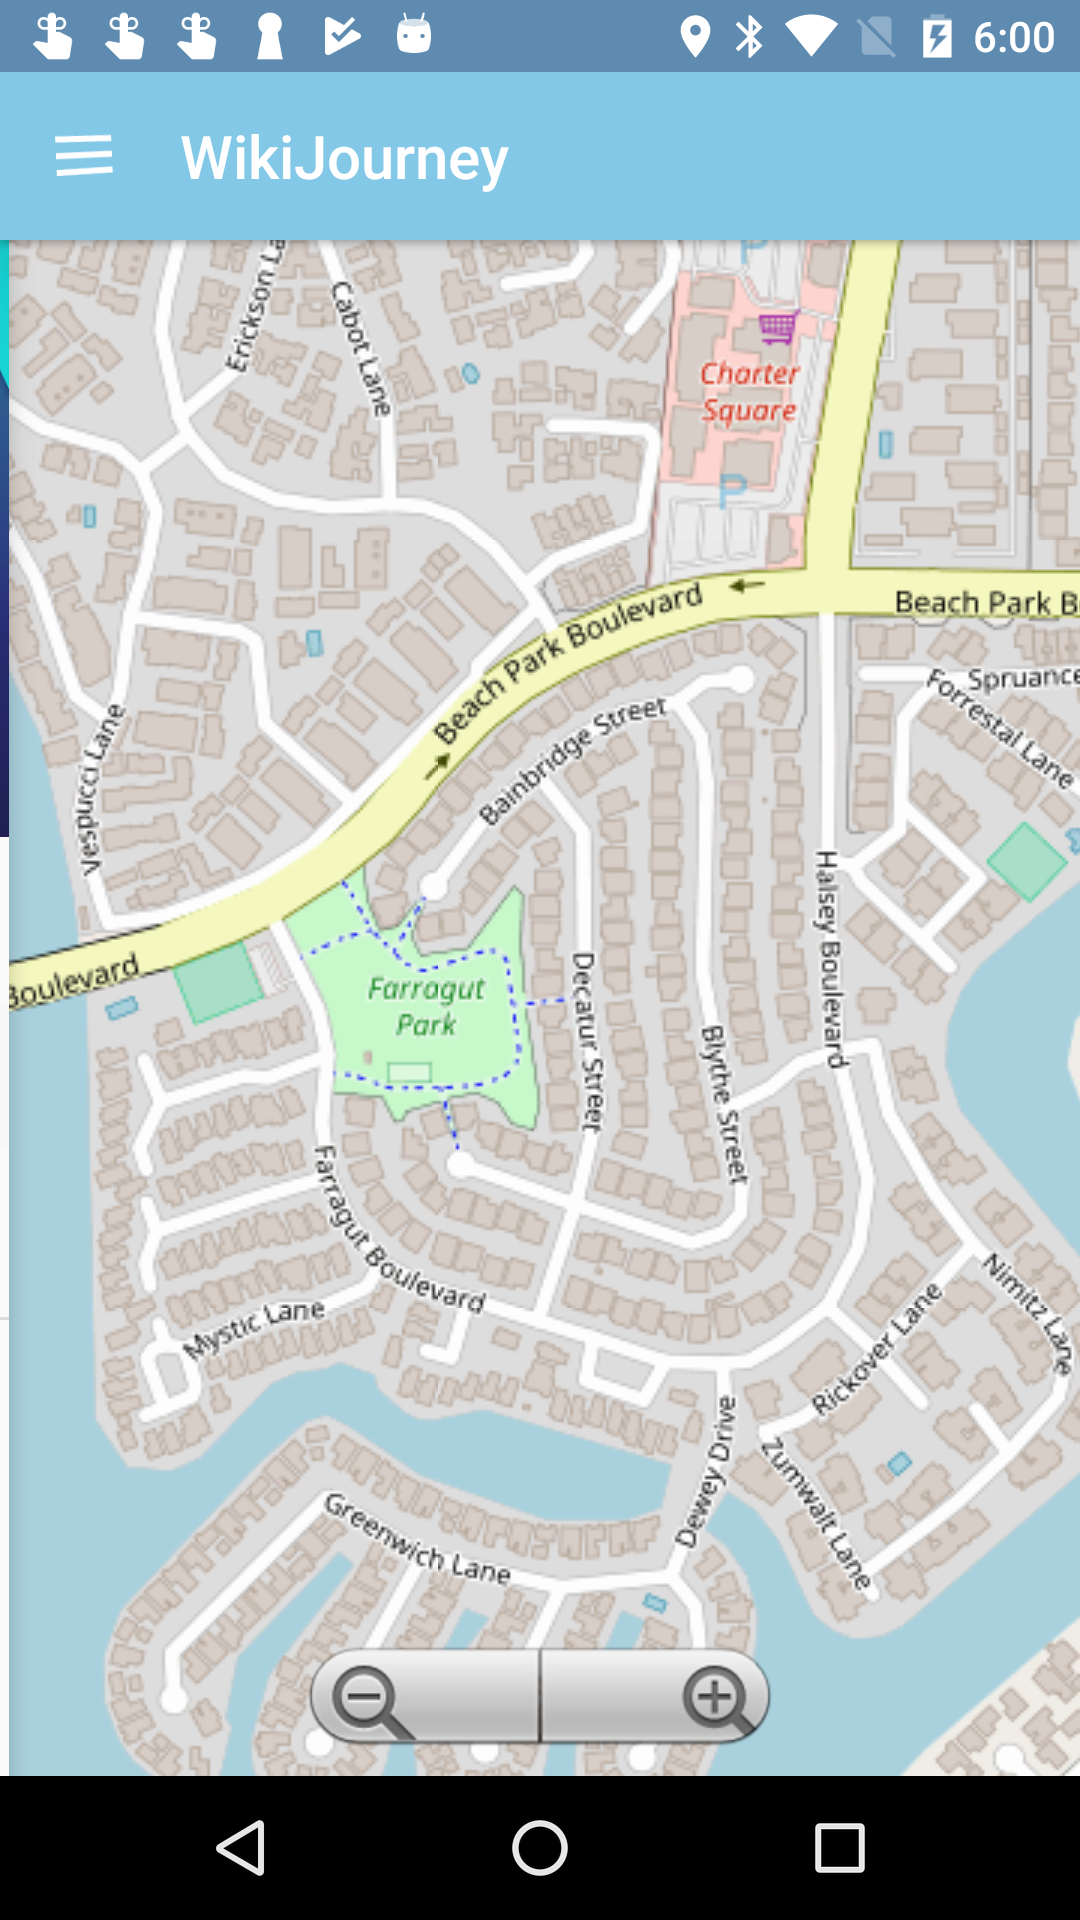 6:00
WikiJourney
Erickson La
Cabot Lane
Charter
Square
P
P
Beach Park Boulevard
Beach Park B
Spruance
Forrestal Lane
Bainbridge Street
Vespucci Lane
Halsey Boulevard
Boulevard
Farragut
Park
Decatur Street
Blythe Street
Farragut Boulevard
Mystic Lane
Nimitz Lane
Rickover Lane
Dewey Drive
Zumwalt Lane
Greenwich Lane